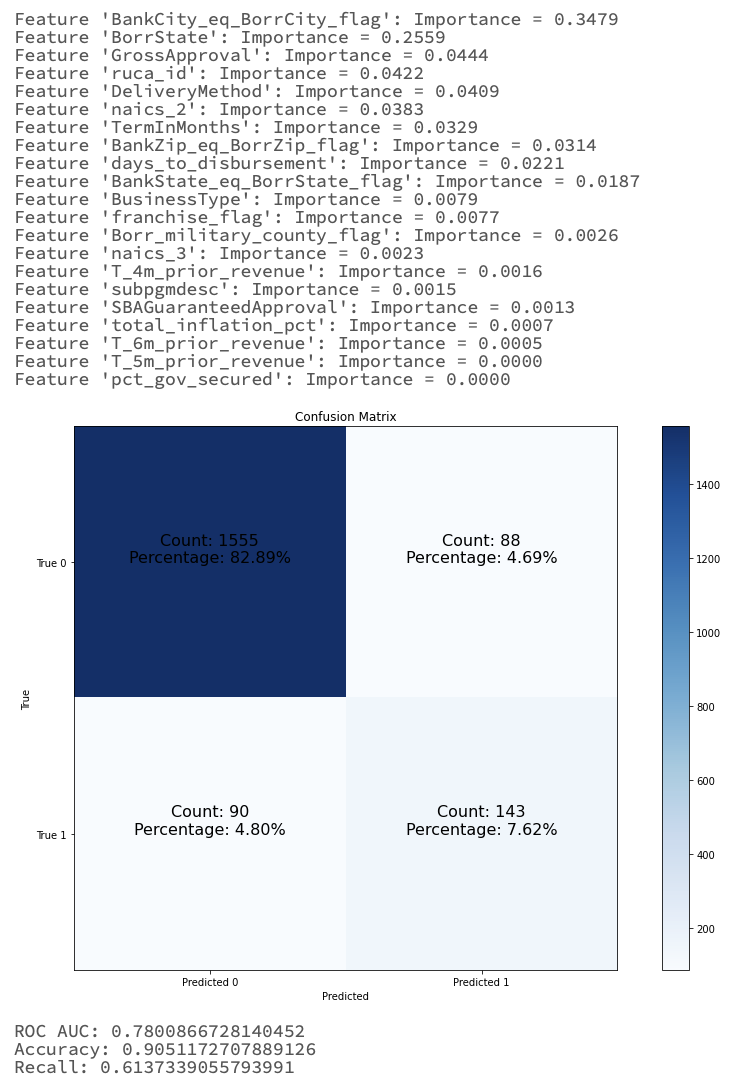 Feature 'BankCity_eq_BorrCity_flag': Importance = 0.3479
Feature 'BorrState': Importance = 0.2559
Feature 'GrossApproval': Importance = 0.0444
Feature 'ruca_id': Importance = 0.0422
Feature 'DeliveryMethod': Importance = 0.0409
Feature 'naics_2': Importance = 0.0383
Feature 'TermInMonths': Importance = 0.0329
Feature 'BankZip_eq_BorrZip_flag': Importance = 0.0314
Feature 'days_to_disbursement': Importance = 0.0221
Feature 'BankState_eq_BorrState_flag': Importance = 0.0187
Feature 'BusinessType': Importance = 0.0079
Feature 'franchise_flag': Importance = 0.0077
Feature 'Borr_military_county_flag': Importance = 0.0026
Feature 'naics_3': Importance = 0.0023
Feature 'T_4m_prior_revenue': Importance = 0.0016
Feature 'subpgmdesc': Importance = 0.0015
Feature 'SBAGuaranteedApproval': Importance = 0.0013
Feature 'total_inflation_pct': Importance = 0.0007
Feature 'T_6m_prior_revenue': Importance = 0.0005
Feature 'T_5m_prior_revenue': Importance = 0.0000
Feature 'pct_gov_secured': Importance = 0.0000
Confusion Matrix
True 0
Count: 1555
Percentage: 82.89%
Count: 88
Percentage: 4.69%
True
True 1
Count: 90
Percentage: 4.80%
Count: 143
Percentage: 7.62%
Predicted 0
Predicted 1
Predicted
1400
1200
1000
800
600
400
200
ROC AUC: 0.7800866728140452
Accuracy: 0.9051172707889126
Recall: 0.6137339055793991